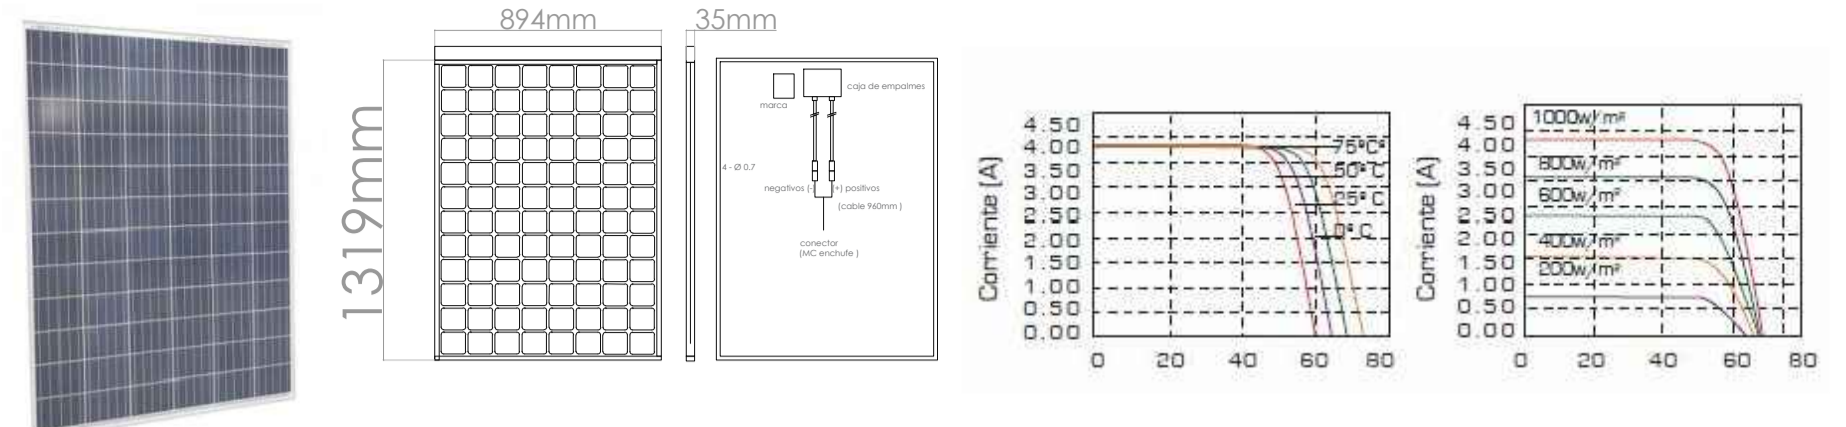 894mm
35mm
1319mm
marca
caja de empalmes
4 - Ø 0.7
negativos (-)
(+) positivos
(cable 960mm )
conector
(MC enchufe )
Corriente (A)
4.50
4.00
3.50
3.00
2.50
2.00
1.50
1.00
0.50
0.00
75ºCº
50º C
25º C
0º C
0 20 40 60 80
Corriente (A)
4.50
4.00
3.50
3.00
2.50
2.00
1.50
1.00
0.50
0.00
1000w/m²
800w/m²
600w/m²
400w/m²
200w/m²
0 20 40 60 80